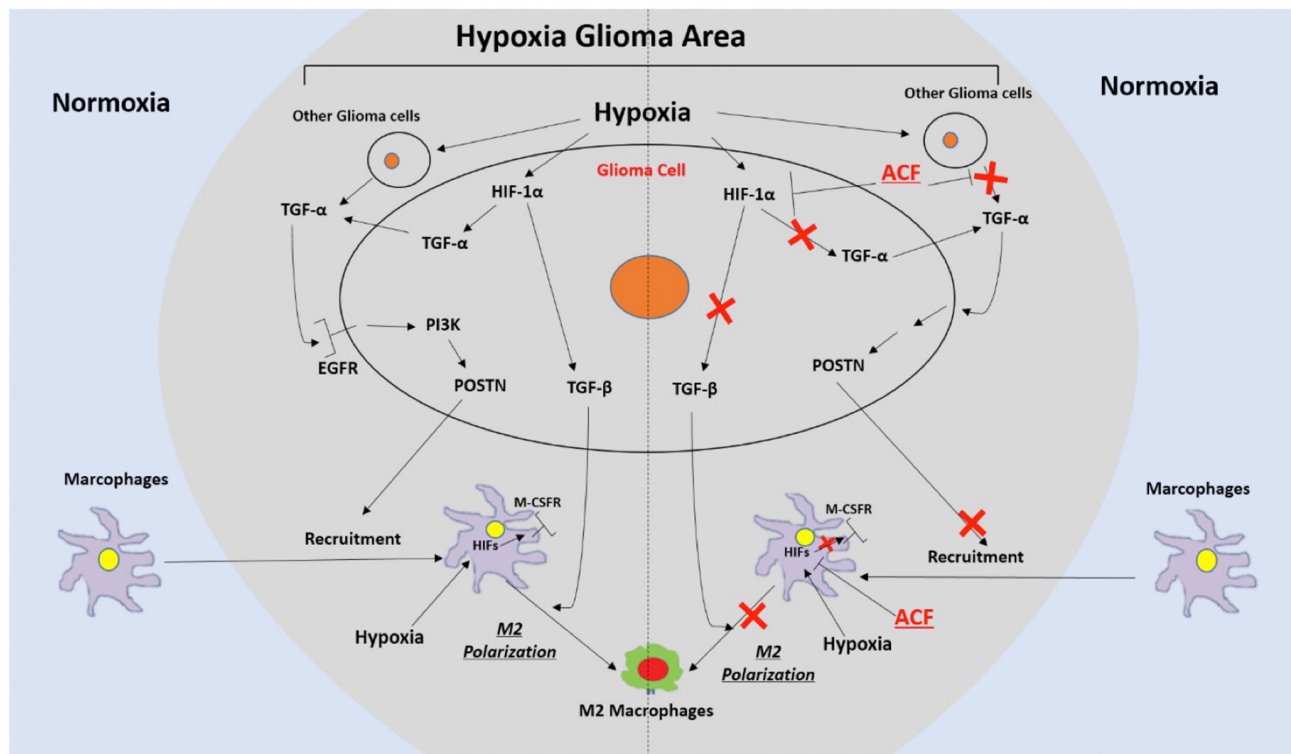 Hypoxia Glioma Area
Normoxia
Normoxia
Other Glioma cells
Other Glioma cells
Hypoxia
Glioma Cell
ACF
HIF-1α
HIF-1α
TGF-α
TGF-α
TGF-α
TGF-α
PI3K
EGFR
POSTN
TGF-β
TGF-β
POSTN
Marcophages
Marcophages
M-CSFR
M-CSFR
Recruitment
HIFs
HIFs
Recruitment
Hypoxia
M2
Polarization
ACF
Hypoxia
M2
Polarization
M2 Macrophages